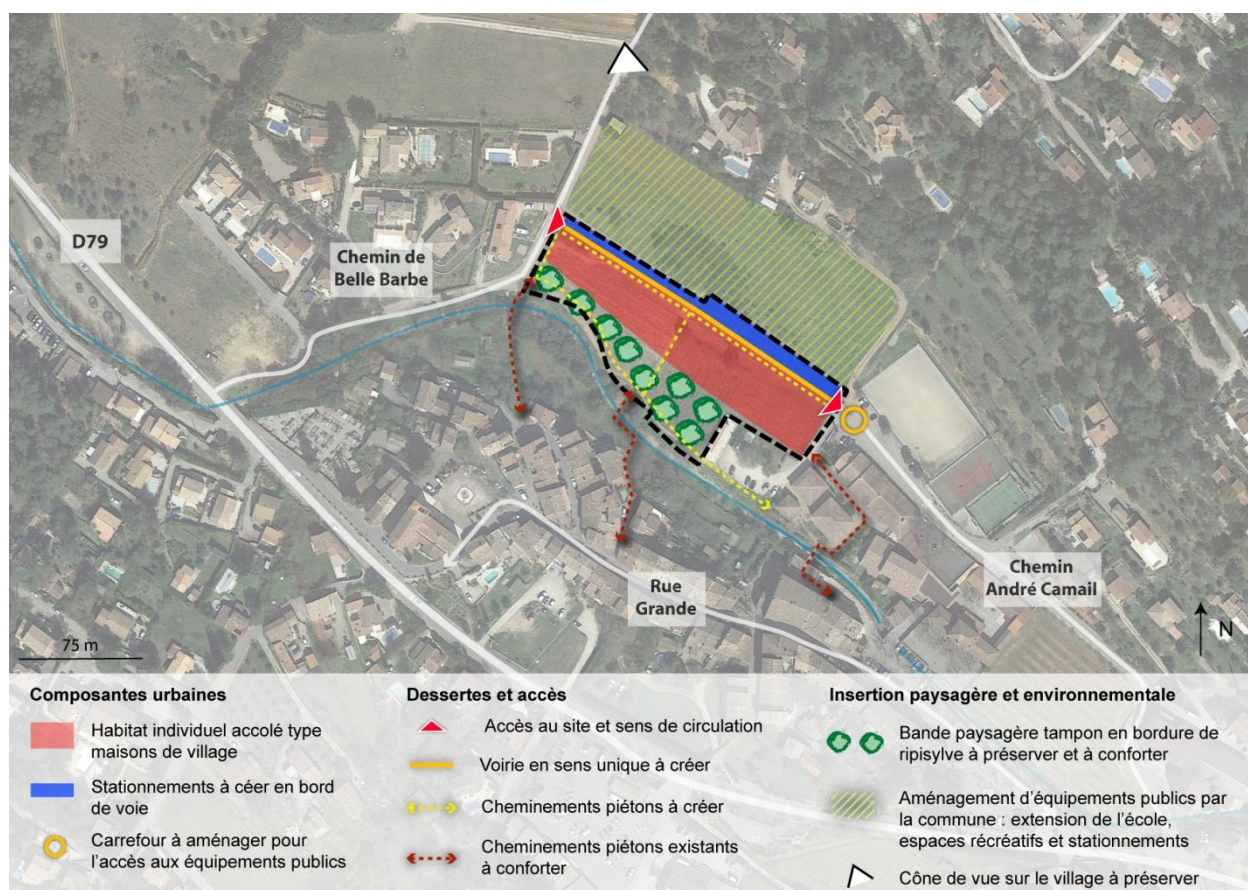 D79
Chemin de
Belle Barbe
Rue
Grande
Chemin
André Camail
75 m
N
Composantes urbaines
Habitat individuel accolé type
maisons de village
Stationnements à céer en bord
de voie
Carrefour à aménager pour
l'accès aux équipements publics
Dessertes et accès
Accès au site et sens de circulation
Voirie en sens unique à créer
Cheminements piétons à créer
Cheminements piétons existants
à conforter
Insertion paysagère et environnementale
Bande paysagère tampon en bordure de
ripisylve à préserver et à conforter
Aménagement d'équipements publics par
la commune : extension de l'école,
espaces récréatifs et stationnements
Cône de vue sur le village à préserver